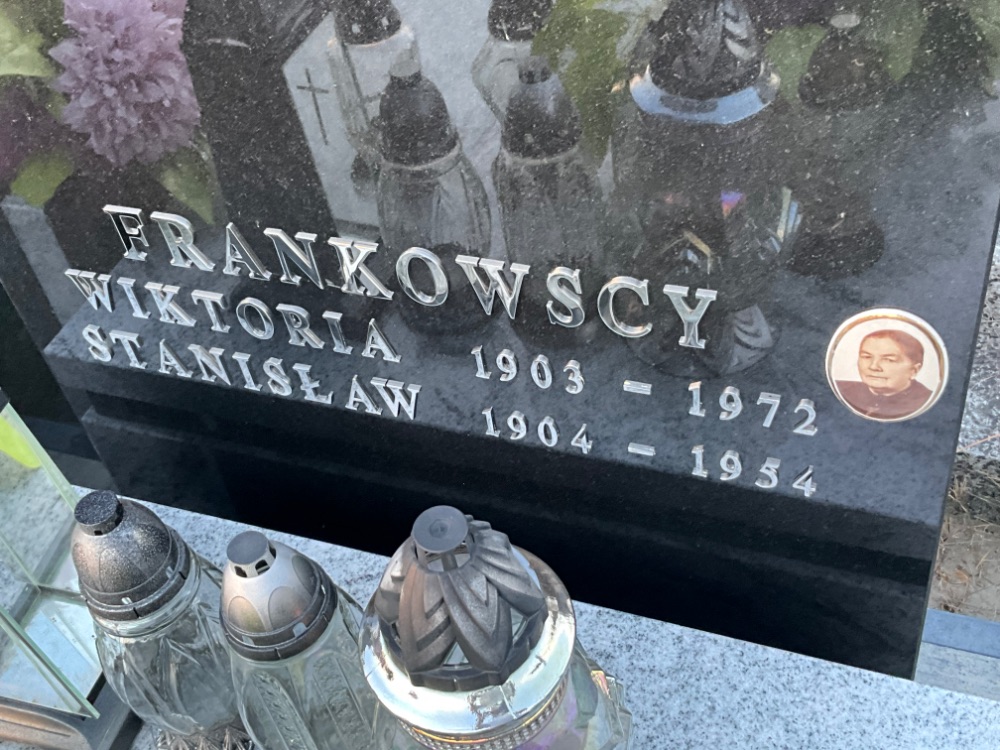 FRANKOWSCY
WIKTORIA 1903 – 1972
STANISŁAW 1904 – 1954